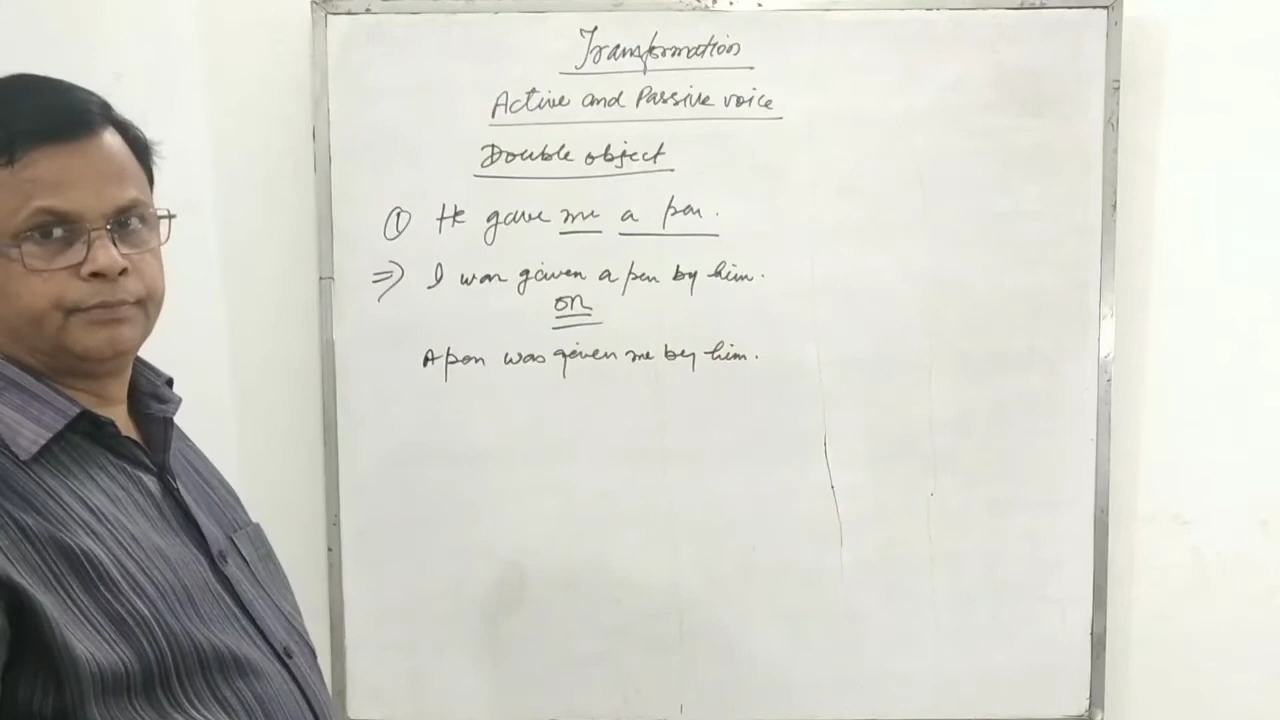 Transformation
Active and Passive voice
Double object
① He gave me a pen.
⇒ I was given a pen by him.
OR
A pen was given me by him.